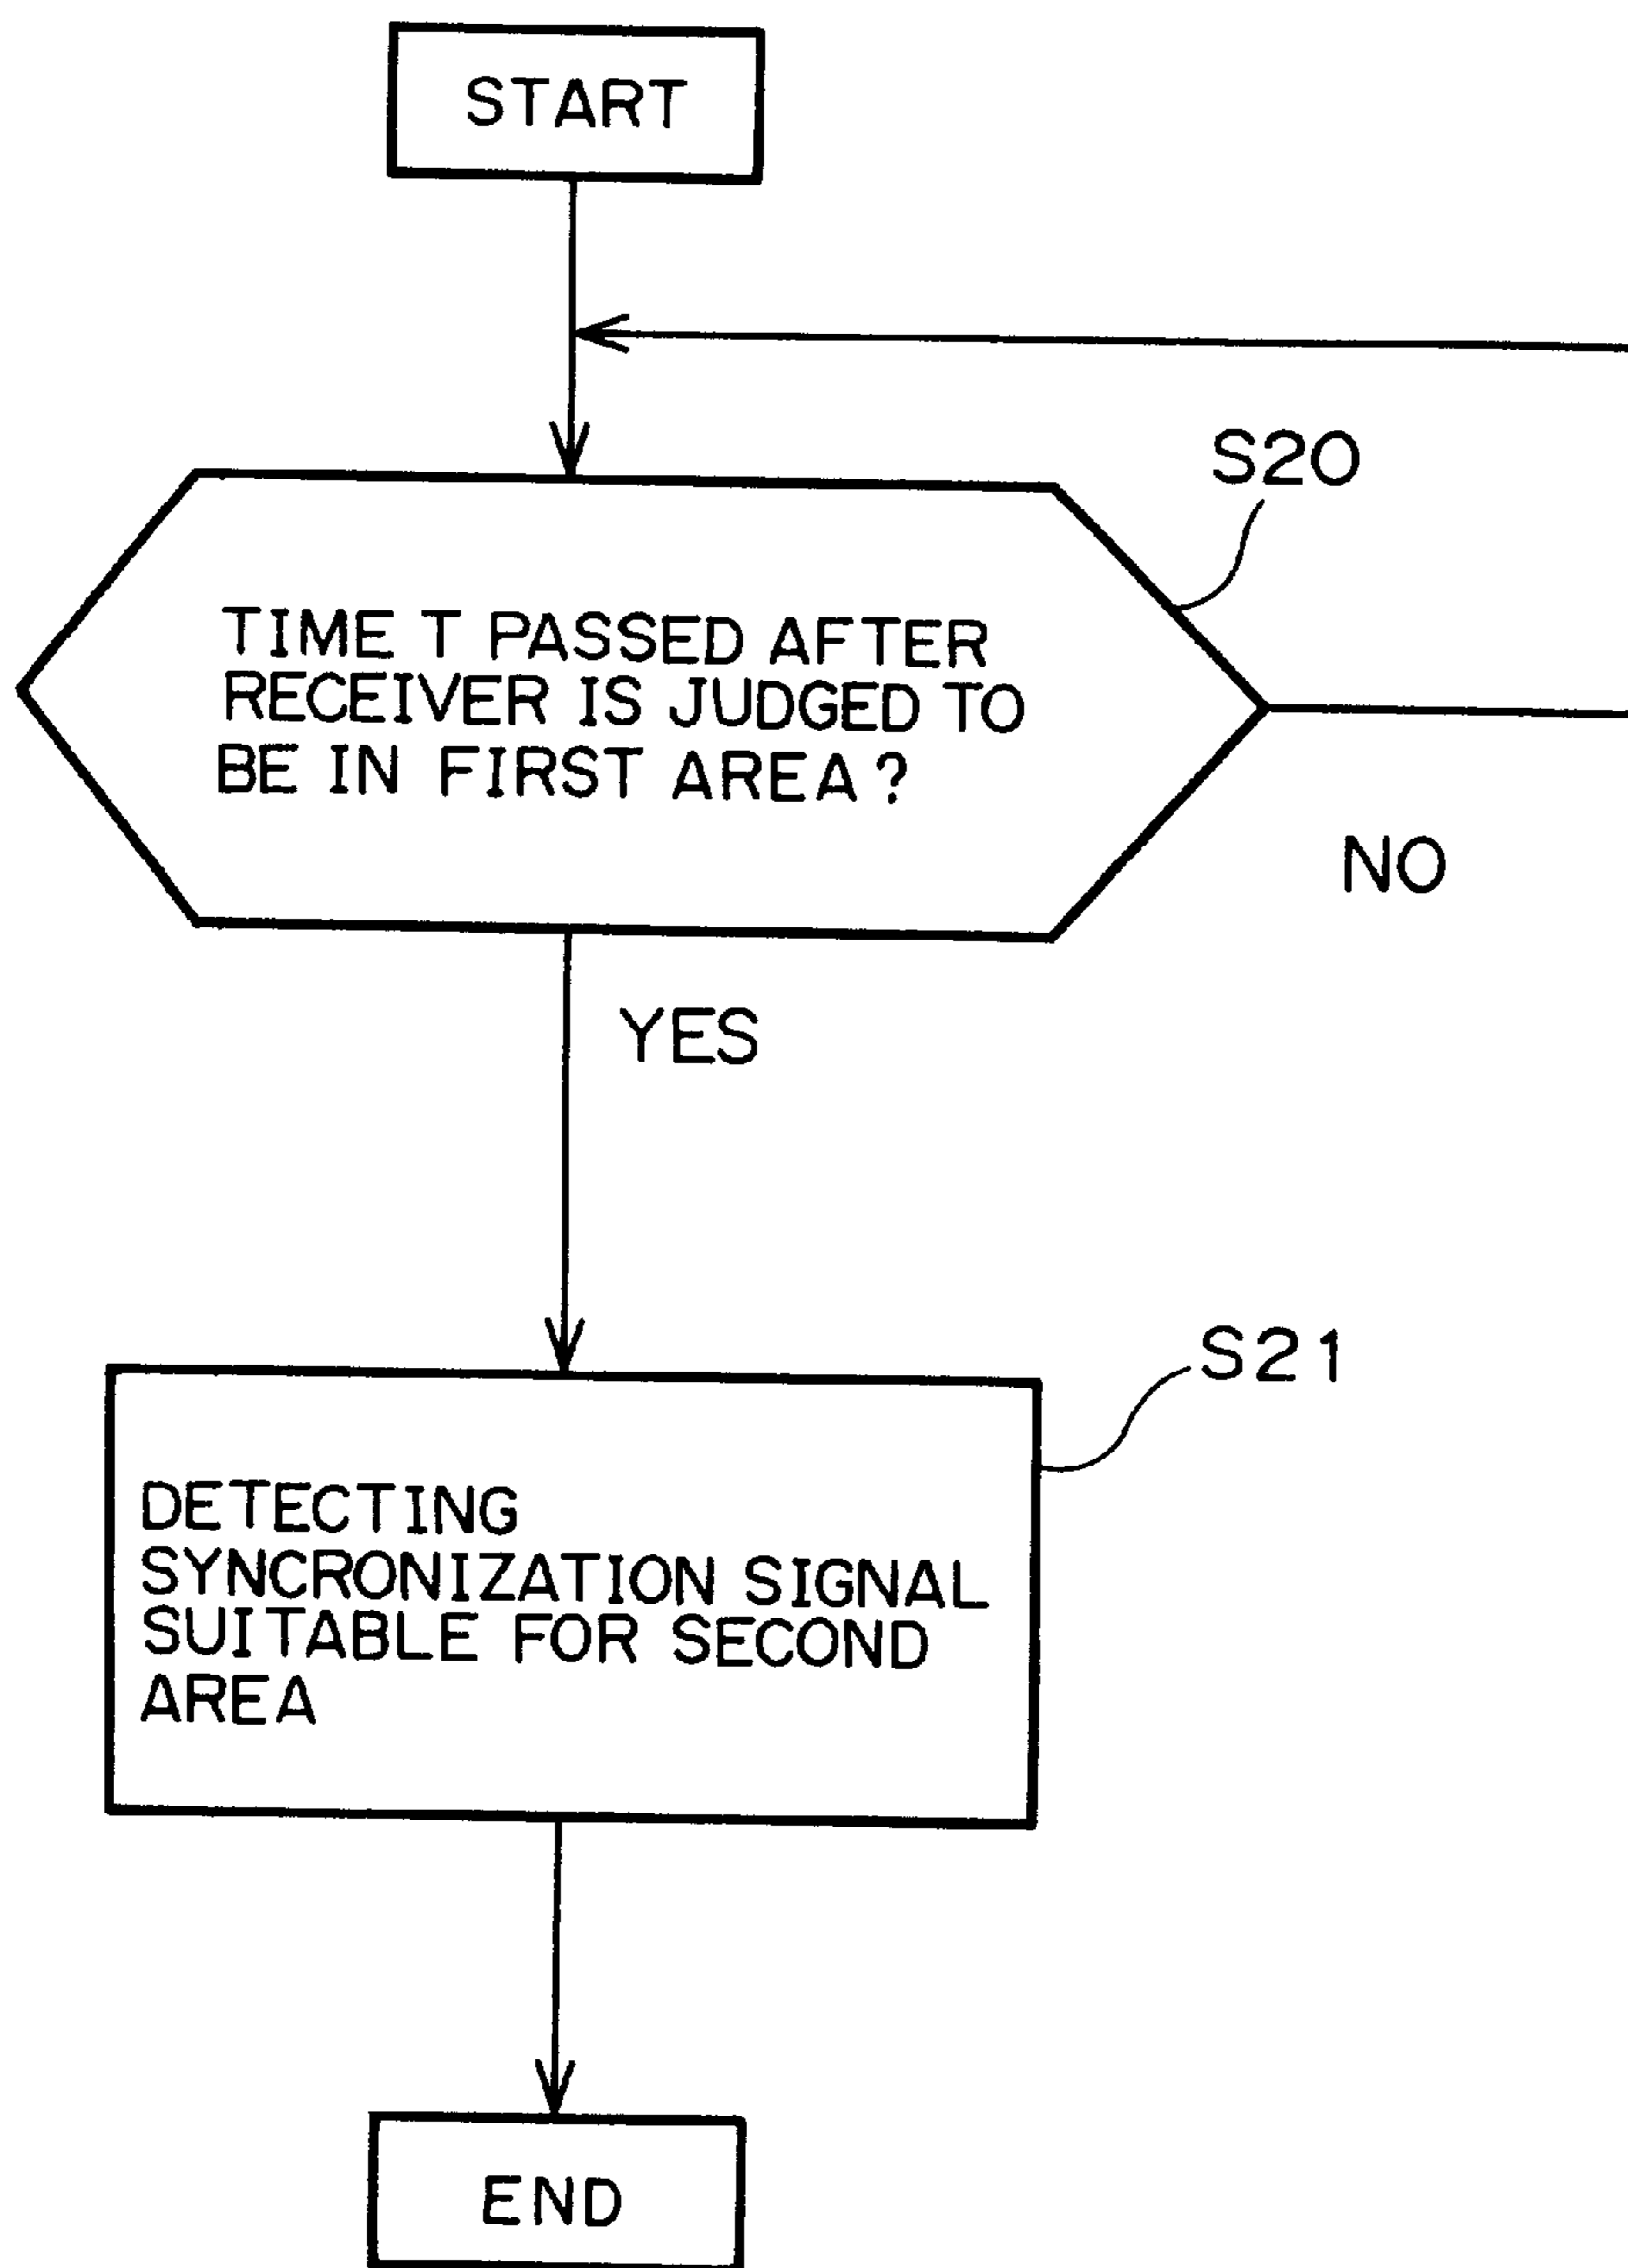 START
S20
TIME T PASSED AFTER
RECEIVER IS JUDGED TO
BE IN FIRST AREA?
NO
YES
S21
DETECTING
SYNCRONIZATION SIGNAL
SUITABLE FOR SECOND
AREA
END